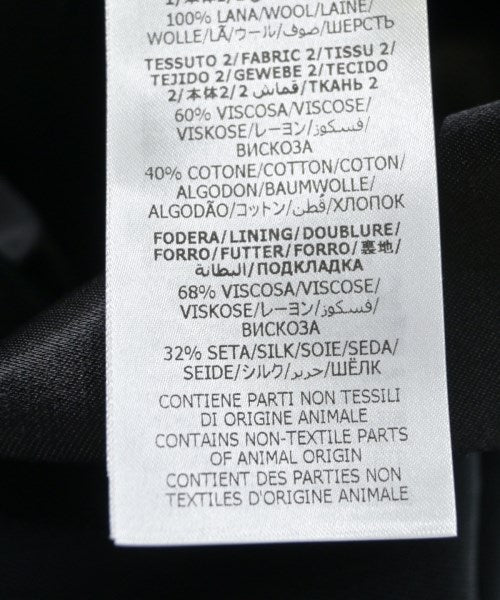 100% LANA/WOOL/LAINE/
WOLLE/LÃ/ウール/صوف/ШЕРСТЬ
TESSUTO 2/FABRIC 2/TISSU 2/
TEJIDO 2/GEWEBE 2/TECIDO
2/本体2/2 قماش/ТКАНЬ 2
60% VISCOSA/VISCOSE/
VISKOSE/レーヨン/فسكوز/
ВИСКОЗА
40% COTONE/COTTON/COTON/
ALGODON/BAUMWOLLE/
ALGODÃO/コットン/قطن/ХЛОПОК
FODERA/LINING/DOUBLURE/
FORRO/FUTTER/FORRO/裏地/
البطانة/ПОДКЛАДКА
68% VISCOSA/VISCOSE/
VISKOSE/レーヨン/فسكوز/
ВИСКОЗА
32% SETA/SILK/SOIE/SEDA/
SEIDE/シルク/حرير/ШЁЛК
CONTIENE PARTI NON TESSILI
DI ORIGINE ANIMALE
CONTAINS NON-TEXTILE PARTS
OF ANIMAL ORIGIN
CONTIENT DES PARTIES NON
TEXTILES D'ORIGINE ANIMALE